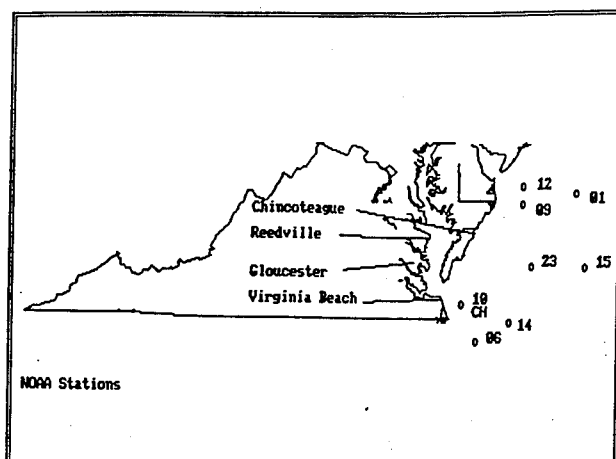 12
01
Chincoteague
09
Reedville
Gloucester
23
15
Virginia Beach
10
CH
14
06
NOAA Stations